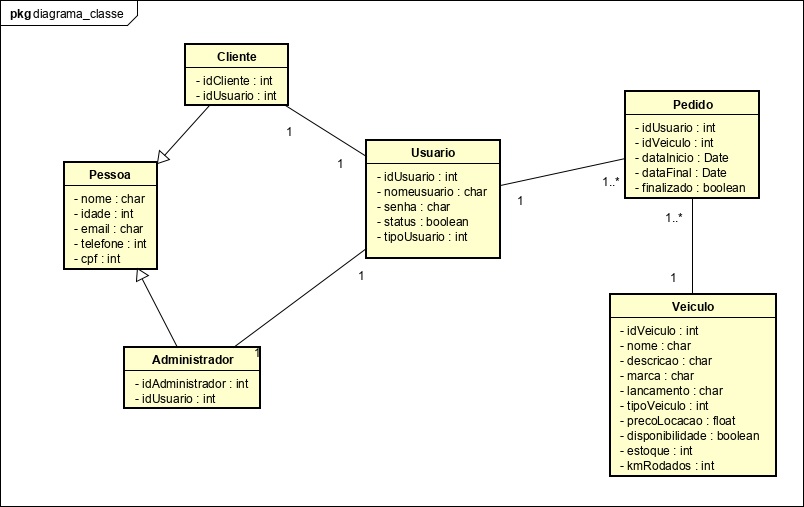 pkg diagrama_classe
Cliente
- idCliente : int
- idUsuario : int
1
1
Pessoa
- nome : char
- idade : int
- email : char
- telefone : int
- cpf : int
Usuario
- idUsuario : int
- nomeusuario : char
- senha : char
- status : boolean
- tipoUsuario : int
1
1..*
Pedido
- idUsuario : int
- idVeiculo : int
- dataInicio : Date
- dataFinal : Date
- finalizado : boolean
1..*
1
1
1
Administrador
- idAdministrador : int
- idUsuario : int
Veiculo
- idVeiculo : int
- nome : char
- descricao : char
- marca : char
- lancamento : char
- tipoVeiculo : int
- precoLocacao : float
- disponibilidade : boolean
- estoque : int
- kmRodados : int